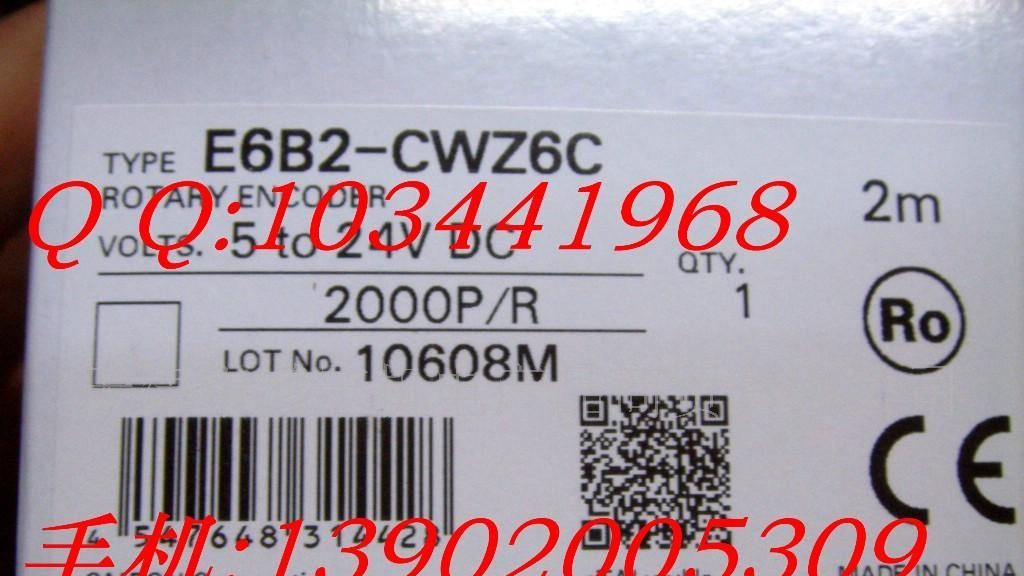 TYPE E6B2-CWZ6C
ROTARY ENCODER
QQ:103441968
2m
VOLTS. 5 to 24V DC
QTY.
1
2000P/R
Ro
LOT No. 10608M
CE
手机:13902005309
MADE IN CHINA